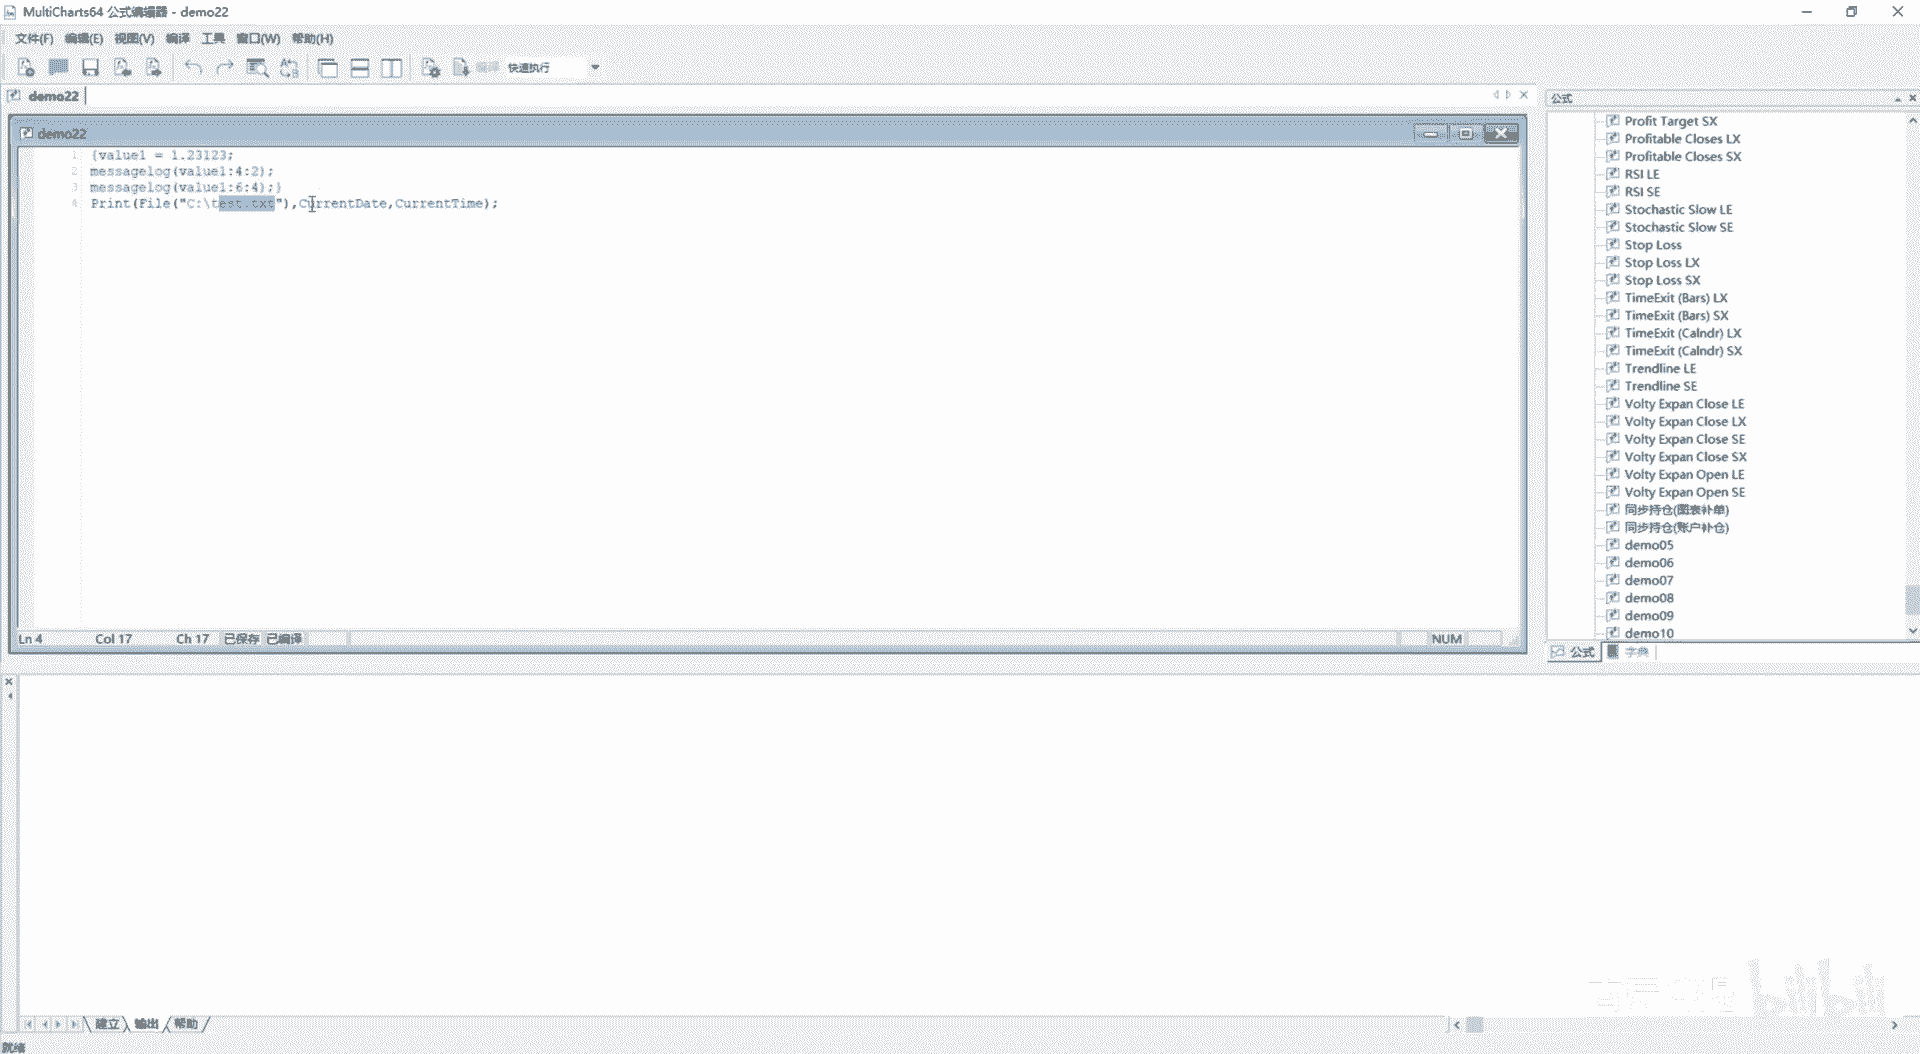 MultiCharts64 公式编辑器 - demo22
文件(F) 编辑(E) 视图(V) 编译 工具 窗口(W) 帮助(H)
编译 快速执行
demo22
公式
demo22
1 {value1 = 1.23123;
2 messagelog(value1:4:2);
3 messagelog(value1:6:4);}
4 Print(File("C:\test.txt"),CurrentDate,CurrentTime);
Profit Target SX
Profitable Closes LX
Profitable Closes SX
RSI LE
RSI SE
Stochastic Slow LE
Stochastic Slow SE
Stop Loss
Stop Loss LX
Stop Loss SX
TimeExit (Bars) LX
TimeExit (Bars) SX
TimeExit (Calndr) LX
TimeExit (Calndr) SX
Trendline LE
Trendline SE
Volty Expan Close LE
Volty Expan Close LX
Volty Expan Close SE
Volty Expan Close SX
Volty Expan Open LE
Volty Expan Open SE
同步持仓(图表补单)
同步持仓(账户补仓)
demo05
demo06
demo07
demo08
demo09
demo10
Ln 4 Col 17 Ch 17 已保存 已编译 NUM
公式 字典
建立 输出 帮助
就绪
bilibili